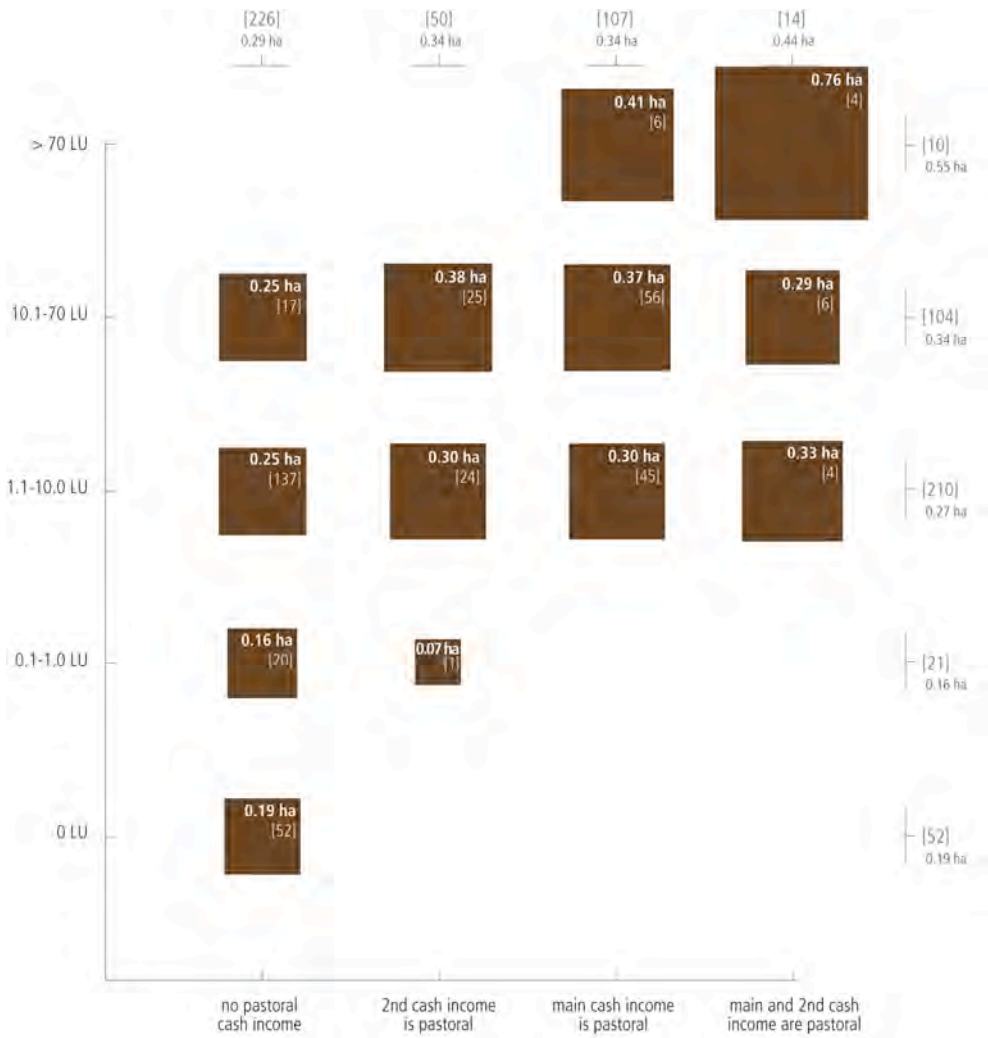 [226] [50] [107] [14]
0.29 ha 0.34 ha 0.34 ha 0.44 ha
> 70 LU
0.41 ha
[6]
0.76 ha
[4]
[10]
0.55 ha
10.1-70 LU
0.25 ha
[17]
0.38 ha
[25]
0.37 ha
[56]
0.29 ha
[6]
[104]
0.34 ha
1.1-10.0 LU
0.25 ha
[137]
0.30 ha
[24]
0.30 ha
[45]
0.33 ha
[4]
[210]
0.27 ha
0.1-1.0 LU
0.16 ha
[20]
0.07 ha
[1]
[21]
0.16 ha
0 LU
0.19 ha
[52]
[52]
0.19 ha
no pastoral
cash income
2nd cash income
is pastoral
main cash income
is pastoral
main and 2nd cash
income are pastoral